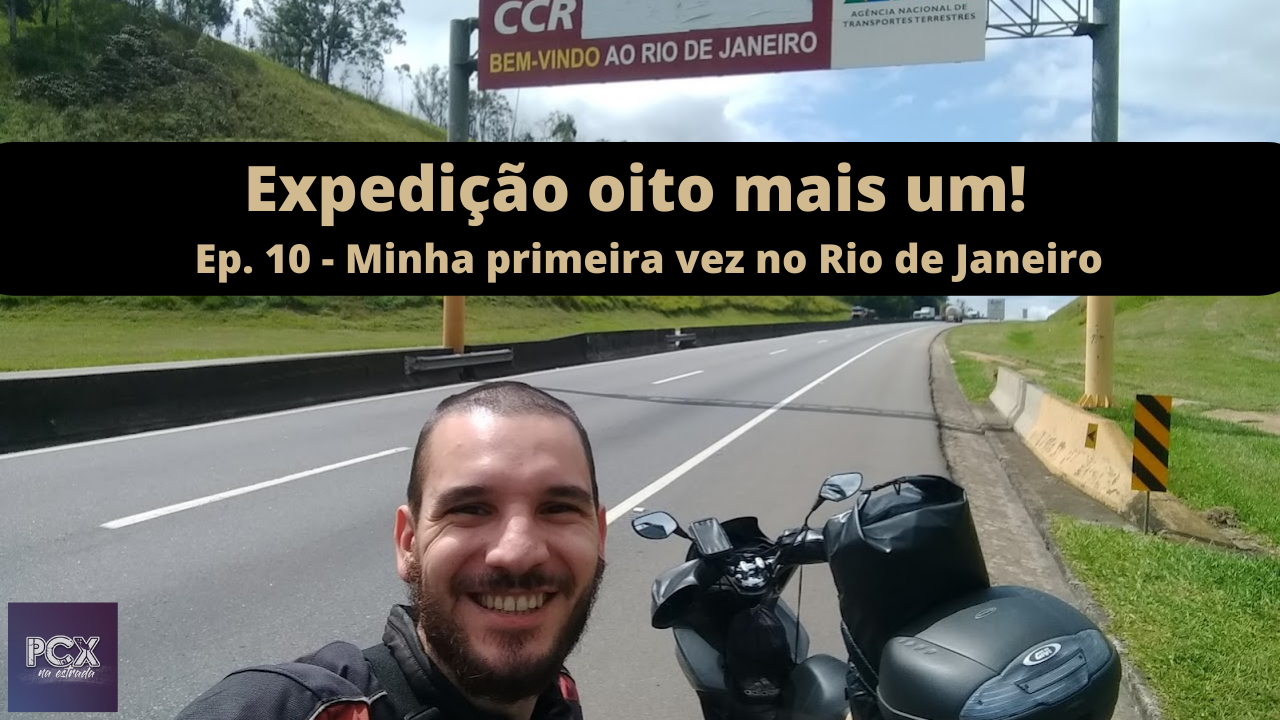 CCR
BEM-VINDO AO RIO DE JANEIRO
AGÊNCIA NACIONAL DE
TRANSPORTES TERRESTRES
Expedição oito mais um!
Ep. 10 - Minha primeira vez no Rio de Janeiro
adidas
PCX
na estrada